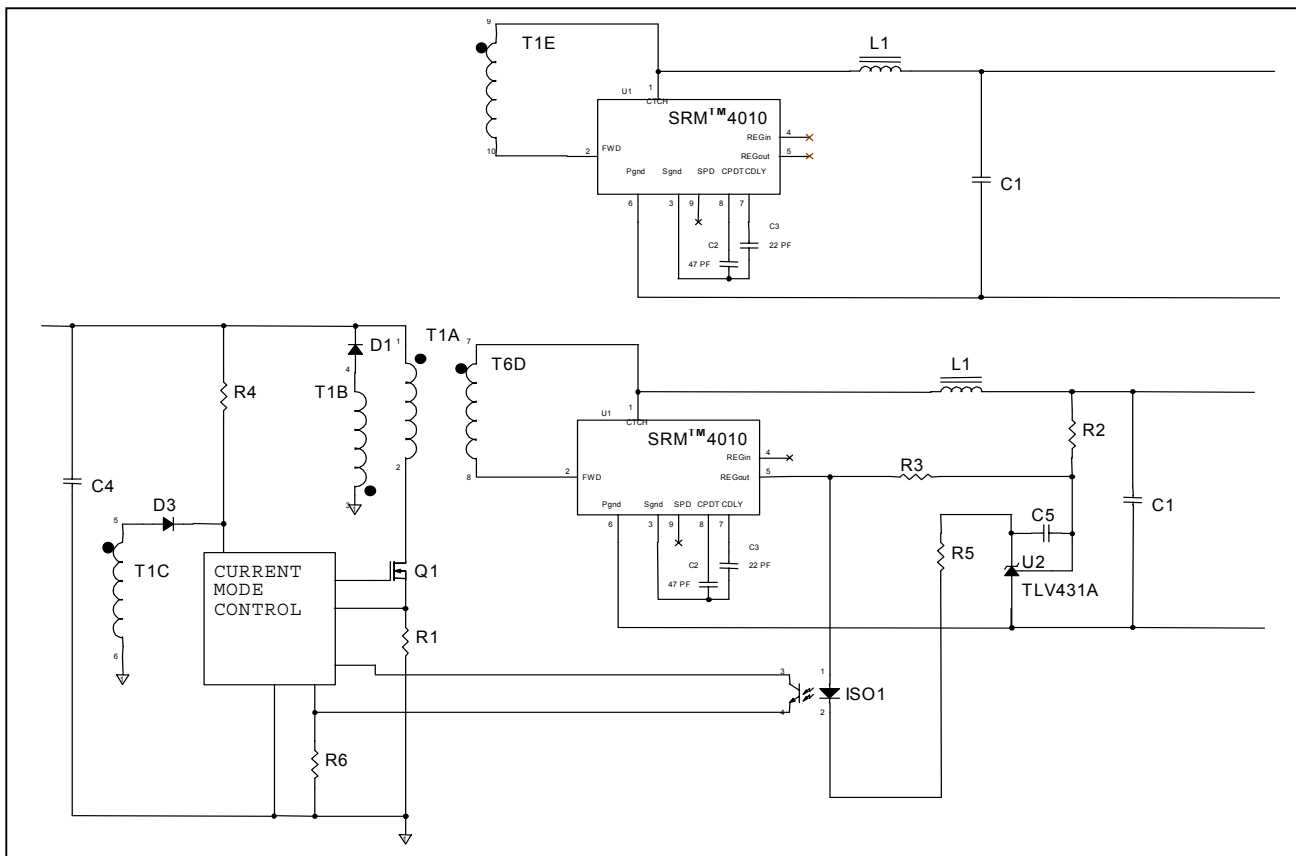 9
T1E
L1
U1
1
CTCH
SRM™4010
REGin
4
REGout
5
10
2
FWD
Pgnd
Sgnd
SPD
CPDT
CDLY
6
3
9
8
7
C1
C3
22 PF
C2
47 PF
T1A
D1
1
4
T1B
R4
2
3
C4
7
T6D
8
L1
U1
1
CTCH
SRM™4010
REGin
4
REGout
5
2
FWD
Pgnd
Sgnd
SPD
CPDT
CDLY
6
3
9
8
7
C3
22 PF
C2
47 PF
R2
R3
C1
C5
R5
U2
TLV431A
D3
5
T1C
6
CURRENT
MODE
CONTROL
Q1
R1
3
4
1
2
ISO1
R6